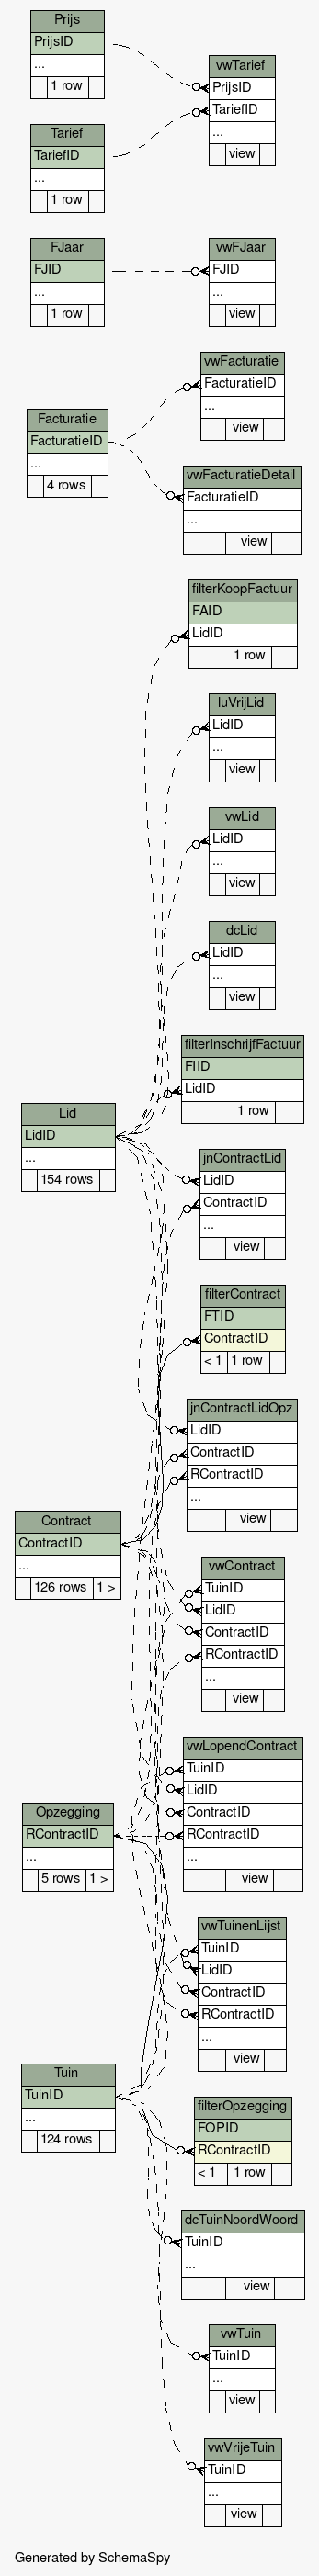 Prijs
PrijsID
...
1 row
vwTarief
PrijsID
TariefID
...
view
Tarief
TariefID
...
1 row
FJaar
FJID
...
1 row
vwFJaar
FJID
...
view
vwFacturatie
FacturatieID
...
view
Facturatie
FacturatieID
...
4 rows
vwFacturatieDetail
FacturatieID
...
view
filterKoopFactuur
FAID
LidID
1 row
luVrijLid
LidID
...
view
vwLid
LidID
...
view
dcLid
LidID
...
view
filterInschrijfFactuur
FIID
LidID
1 row
Lid
LidID
...
154 rows
jnContractLid
LidID
ContractID
...
view
filterContract
FTID
ContractID
< 1 1 row
jnContractLidOpz
LidID
ContractID
RContractID
...
view
Contract
ContractID
...
126 rows 1 >
vwContract
TuinID
LidID
ContractID
RContractID
...
view
vwLopendContract
TuinID
LidID
ContractID
RContractID
...
view
Opzegging
RContractID
...
5 rows 1 >
vwTuinenLijst
TuinID
LidID
ContractID
RContractID
...
view
Tuin
TuinID
...
124 rows
filterOpzegging
FOPID
RContractID
< 1 1 row
dcTuinNoordWoord
TuinID
...
view
vwTuin
TuinID
...
view
vwVrijeTuin
TuinID
...
view
Generated by SchemaSpy